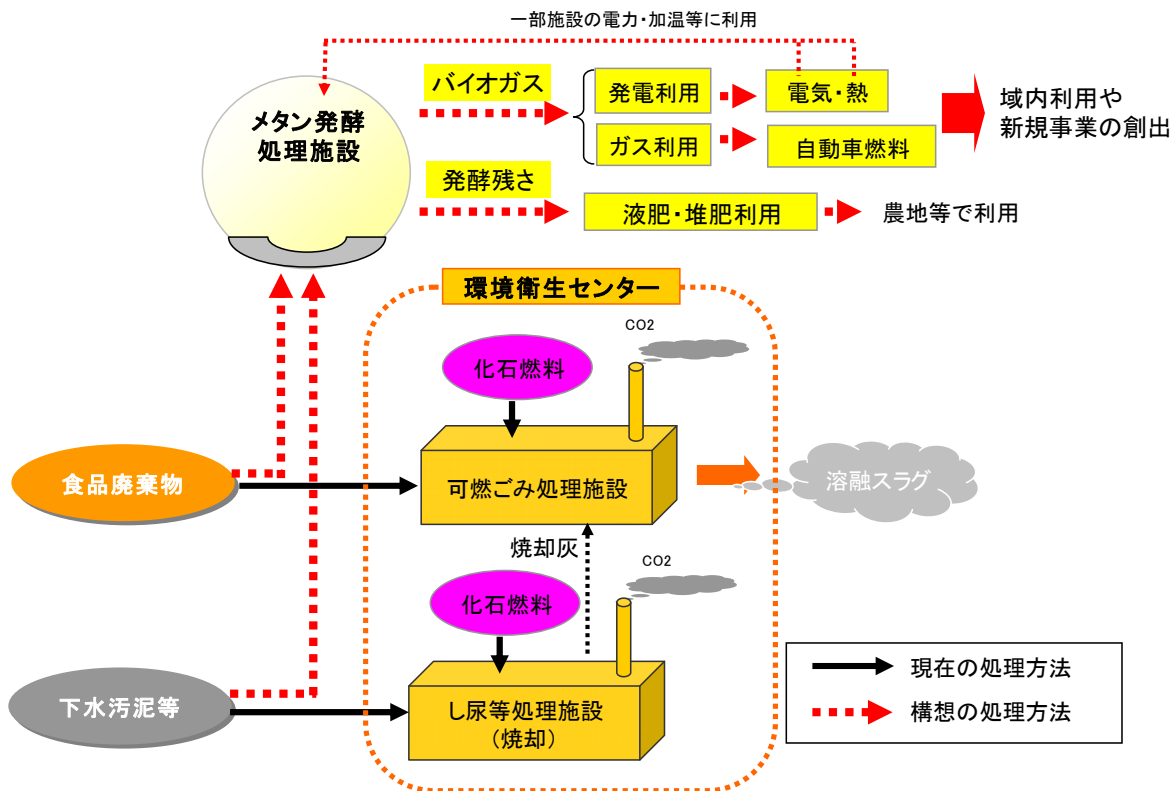 一部施設の電力・加温等に利用
バイオガス
発電利用
電気・熱
メタン発酵
処理施設
域内利用や
新規事業の創出
ガス利用
自動車燃料
発酵残さ
液肥・堆肥利用
農地等で利用
環境衛生センター
CO2
化石燃料
食品廃棄物
可燃ごみ処理施設
溶融スラグ
焼却灰
CO2
化石燃料
下水汚泥等
し尿等処理施設
(焼却)
現在の処理方法
構想の処理方法